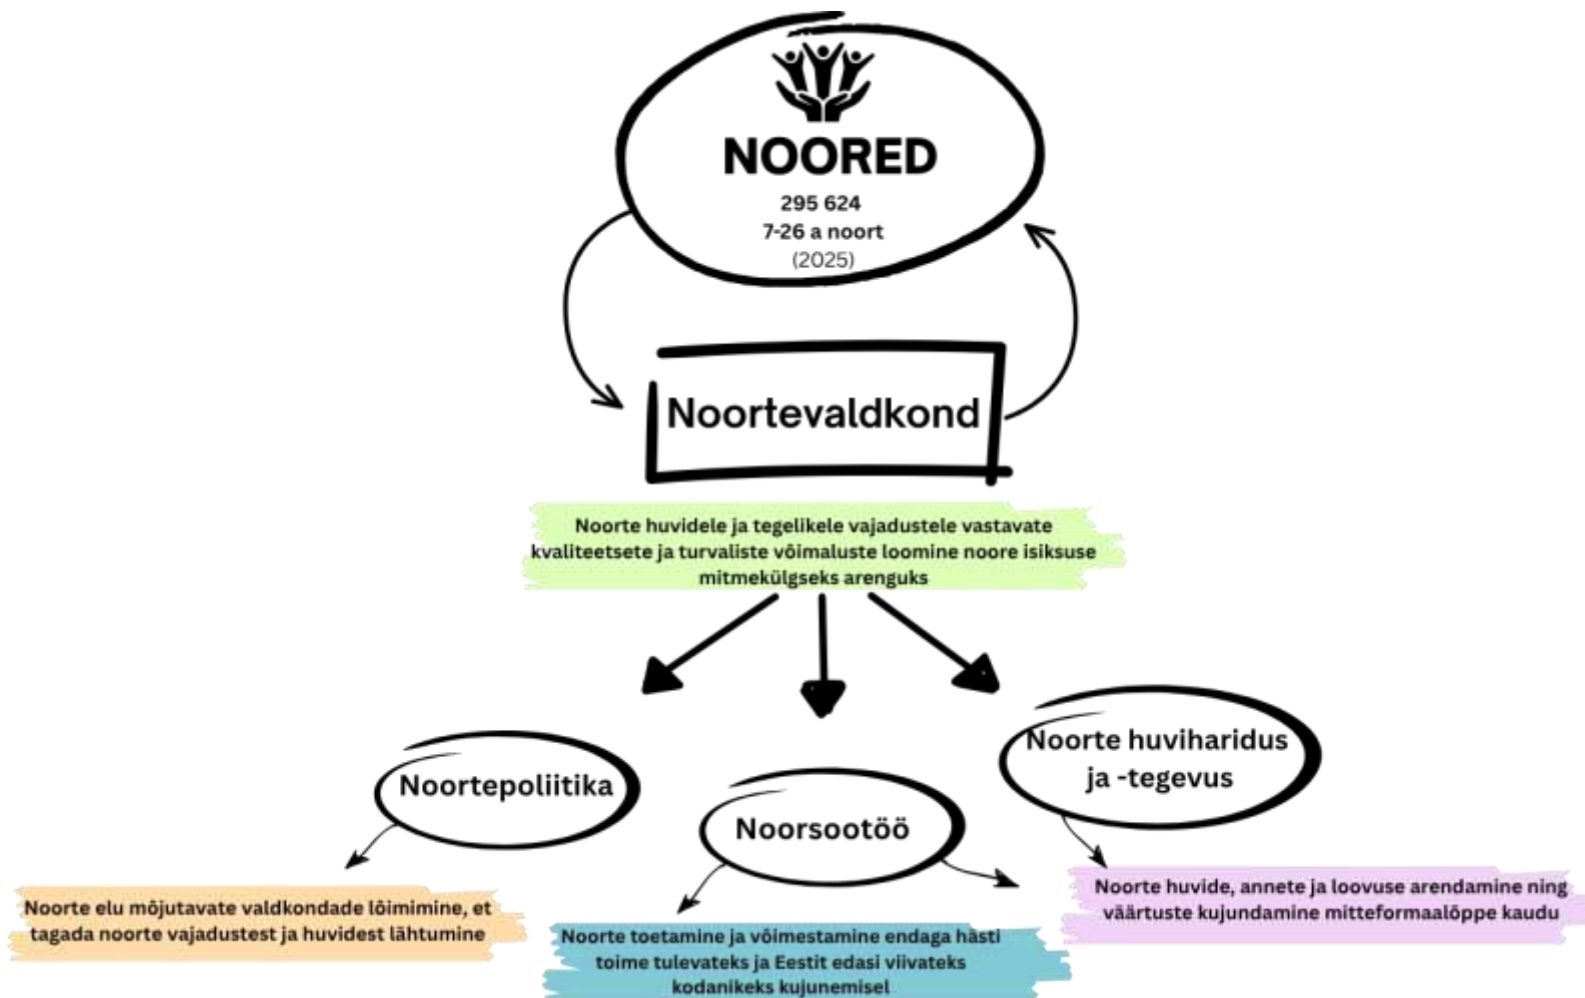 NOORED
295 624
7-26 a noort
(2025)
Noortevaldkond
Noorte huvidele ja tegelikele vajadustele vastavate
kvaliteetsete ja turvaliste võimaluste loomine noore isiksuse
mitmekülgseks arenguks
Noortepoliitika
Noorte elu mõjutavate valdkondade lõimimine, et
tagada noorte vajadustest ja huvidest lähtumine
Noorsootöö
Noorte toetamine ja võimestamine endaga hästi
toime tulevateks ja Eestit edasi viivateks
kodanikeks kujunemisel
Noorte huviharidus
ja -tegevus
Noorte huvide, annete ja loovuse arendamine ning
väärtuste kujundamine mitteformaalõppe kaudu